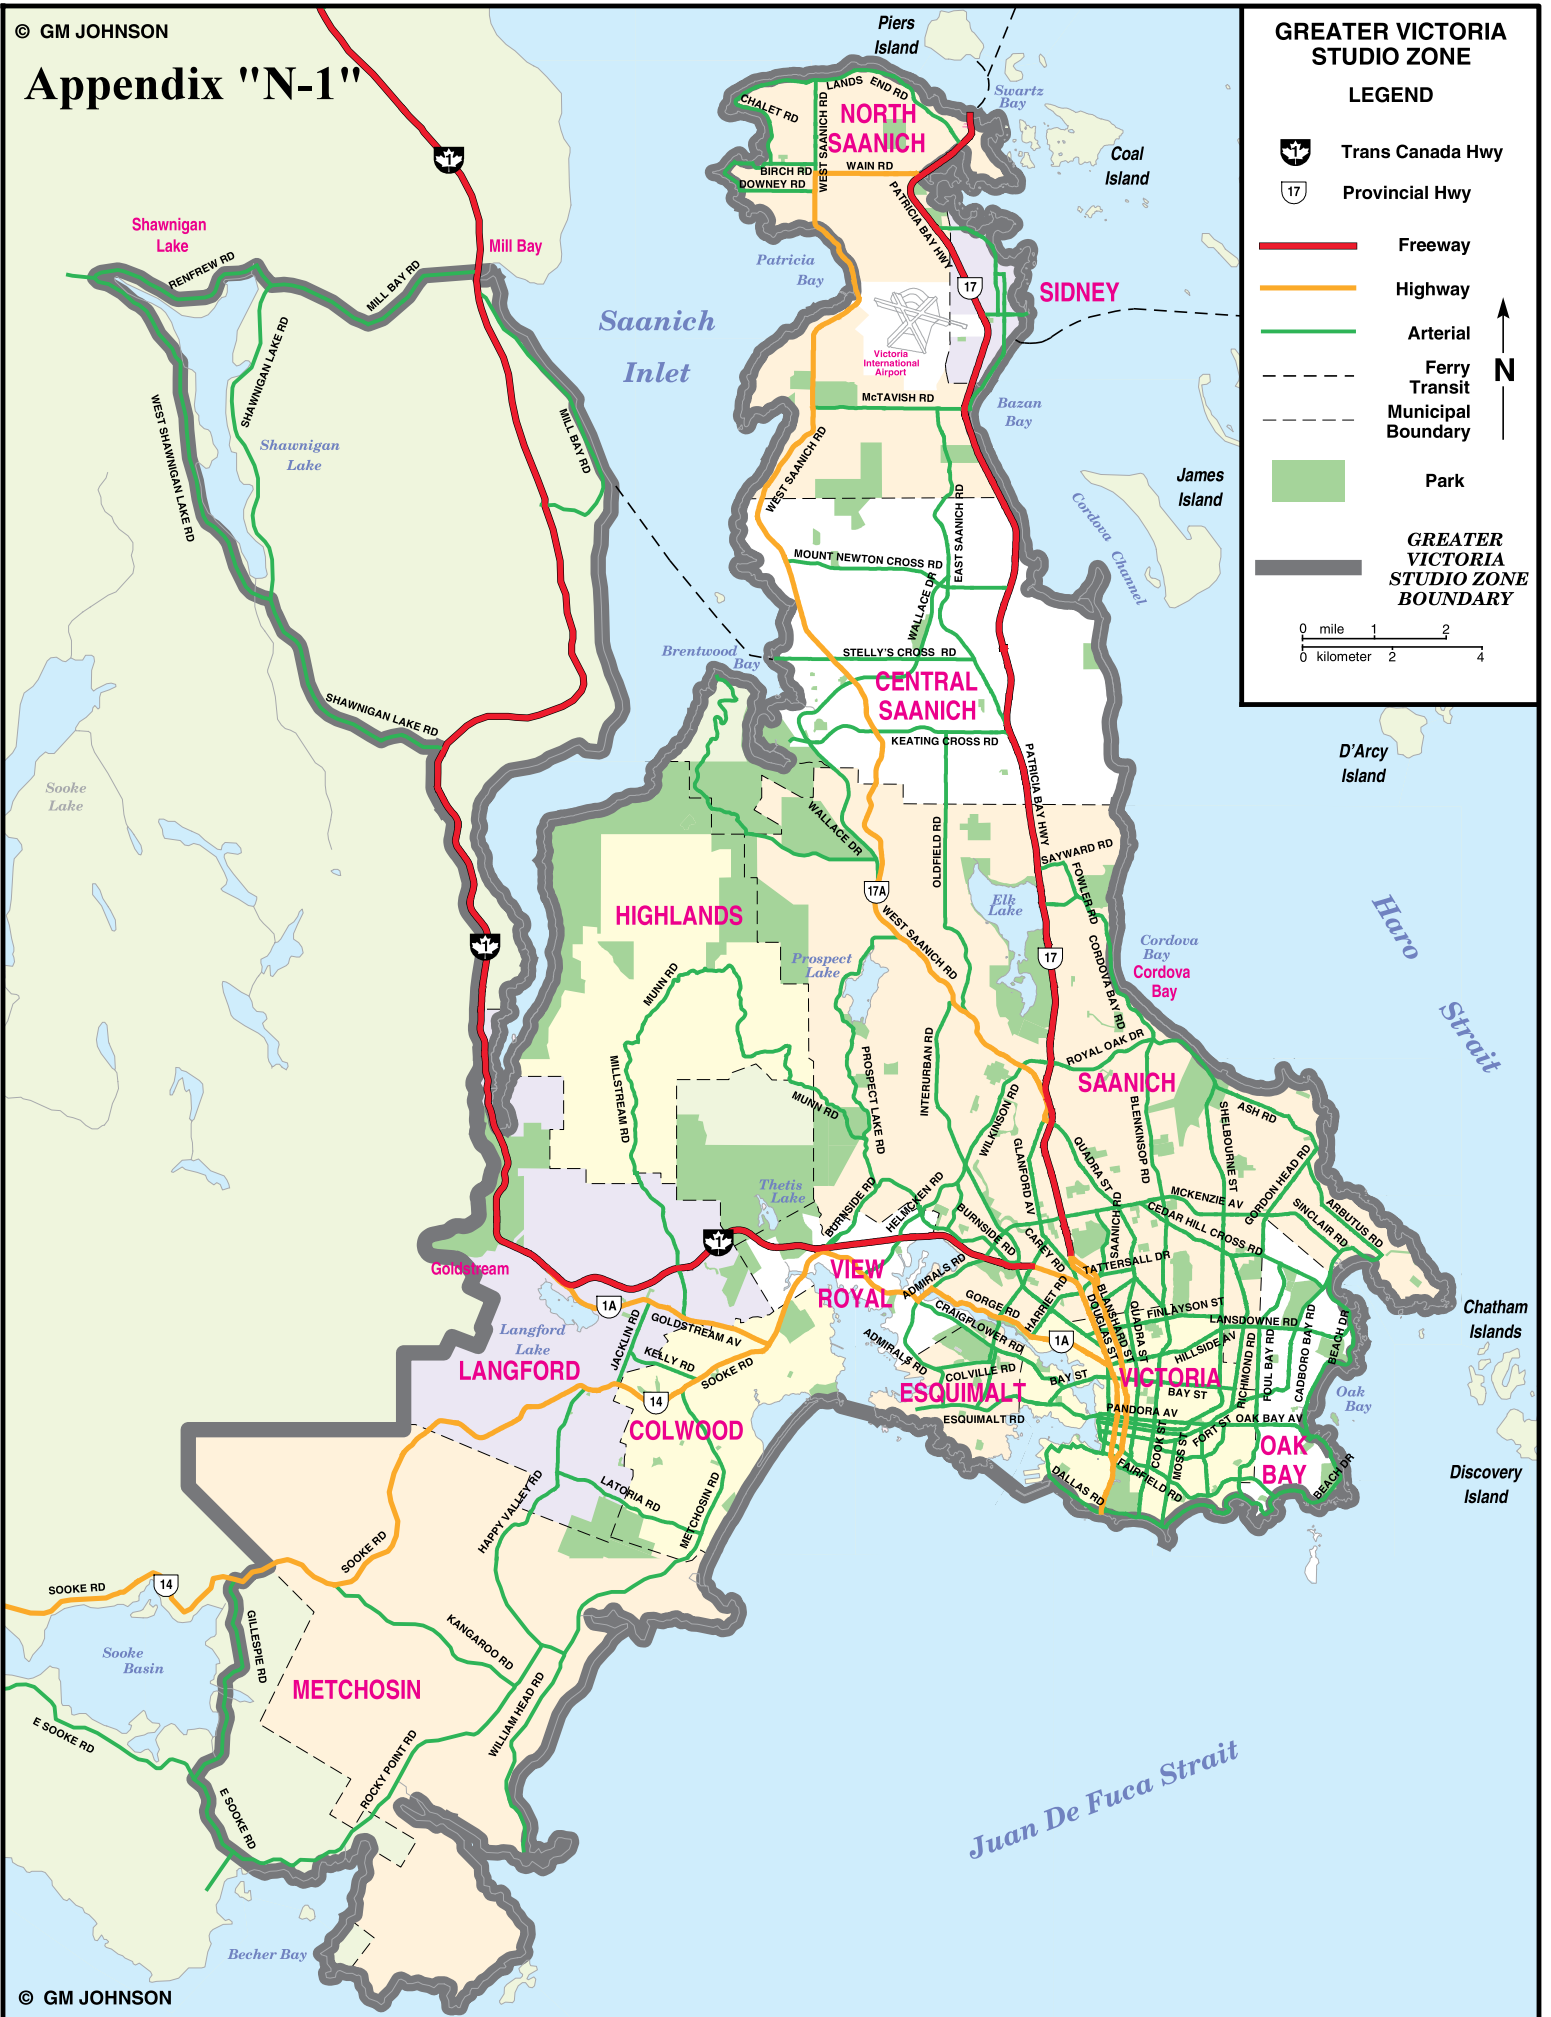 © GM JOHNSON
Appendix "N-1"
GREATER VICTORIA
STUDIO ZONE
LEGEND
1
Trans Canada Hwy
17
Provincial Hwy
Freeway
Highway
Arterial
Ferry
Transit
Municipal
Boundary
N
Park
GREATER
VICTORIA
STUDIO ZONE
BOUNDARY
0 mile 1 2
0 kilometer 2 4
Piers
Island
Swartz
Bay
Coal
Island
LANDS END RD
CHALET RD
NORTH
SAANICH
WEST SAANICH RD
WAIN RD
BIRCH RD
DOWNEY RD
PATRICIA BAY HWY
1
Shawnigan
Lake
Mill Bay
RENFREW RD
MILL BAY RD
Patricia
Bay
17
SIDNEY
Saanich
Inlet
SHAWNIGAN LAKE RD
Victoria
International
Airport
McTAVISH RD
Bazan
Bay
WEST SHAWNIGAN LAKE RD
Shawnigan
Lake
MILL BAY RD
WEST SAANICH RD
James
Island
Cordova Channel
EAST SAANICH RD
MOUNT NEWTON CROSS RD
WALLACE DR
Brentwood
Bay
STELLY'S CROSS RD
CENTRAL
SAANICH
SHAWNIGAN LAKE RD
KEATING CROSS RD
D'Arcy
Island
PATRICIA BAY HWY
Sooke
Lake
WALLACE DR
OLDFIELD RD
SAYWARD RD
FOWLER RD
17A
Elk
Lake
HIGHLANDS
WEST SAANICH RD
Haro
Strait
1
17
CORDOVA BAY RD
Cordova
Bay
Cordova
Bay
Prospect
Lake
MUNN RD
MILLSTREAM RD
PROSPECT LAKE RD
INTERURBAN RD
ROYAL OAK DR
SAANICH
WILKINSON RD
MUNN RD
BLENKINSOP RD
SHELBOURNE ST
ASH RD
GLANFORD AV
QUADRA ST
GORDON HEAD RD
Thetis
Lake
BURNSIDE RD
HELMCKEN RD
MCKENZIE AV
SINCLAIR RD
ARBUTUS RD
1
BURNSIDE RD
CAREY RD
SAANICH RD
CEDAR HILL CROSS RD
TATTERSALL DR
Goldstream
VIEW
ROYAL
ADMIRALS RD
HARRIET RD
GORGE RD
CRAIGFLOWER RD
1A
GOLDSTREAM AV
1A
DOUGLAS ST
BLANSHARD ST
QUADRA ST
FINLAYSON ST
LANSDOWNE RD
HILLSIDE AV
RICHMOND RD
FOUL BAY RD
CADBORO BAY RD
BEACH DR
Chatham
Islands
Langford
Lake
JACKLIN RD
KELLY RD
SOOKE RD
LANGFORD
ADMIRALS RD
COLVILLE RD
BAY ST
VICTORIA
BAY ST
ESQUIMALT
ESQUIMALT RD
PANDORA AV
OAK BAY AV
Oak
Bay
14
COLWOOD
COOK ST
MOSS ST
FORT ST
OAK
BAY
FAIRFIELD RD
DALLAS RD
BEACH DR
Discovery
Island
LATORIA RD
HAPPY VALLEY RD
METCHOSIN RD
SOOKE RD
SOOKE RD
14
GILLESPIE RD
KANGAROO RD
Sooke
Basin
METCHOSIN
WILLIAM HEAD RD
E SOOKE RD
ROCKY POINT RD
E SOOKE RD
Juan De Fuca Strait
Becher Bay
© GM JOHNSON